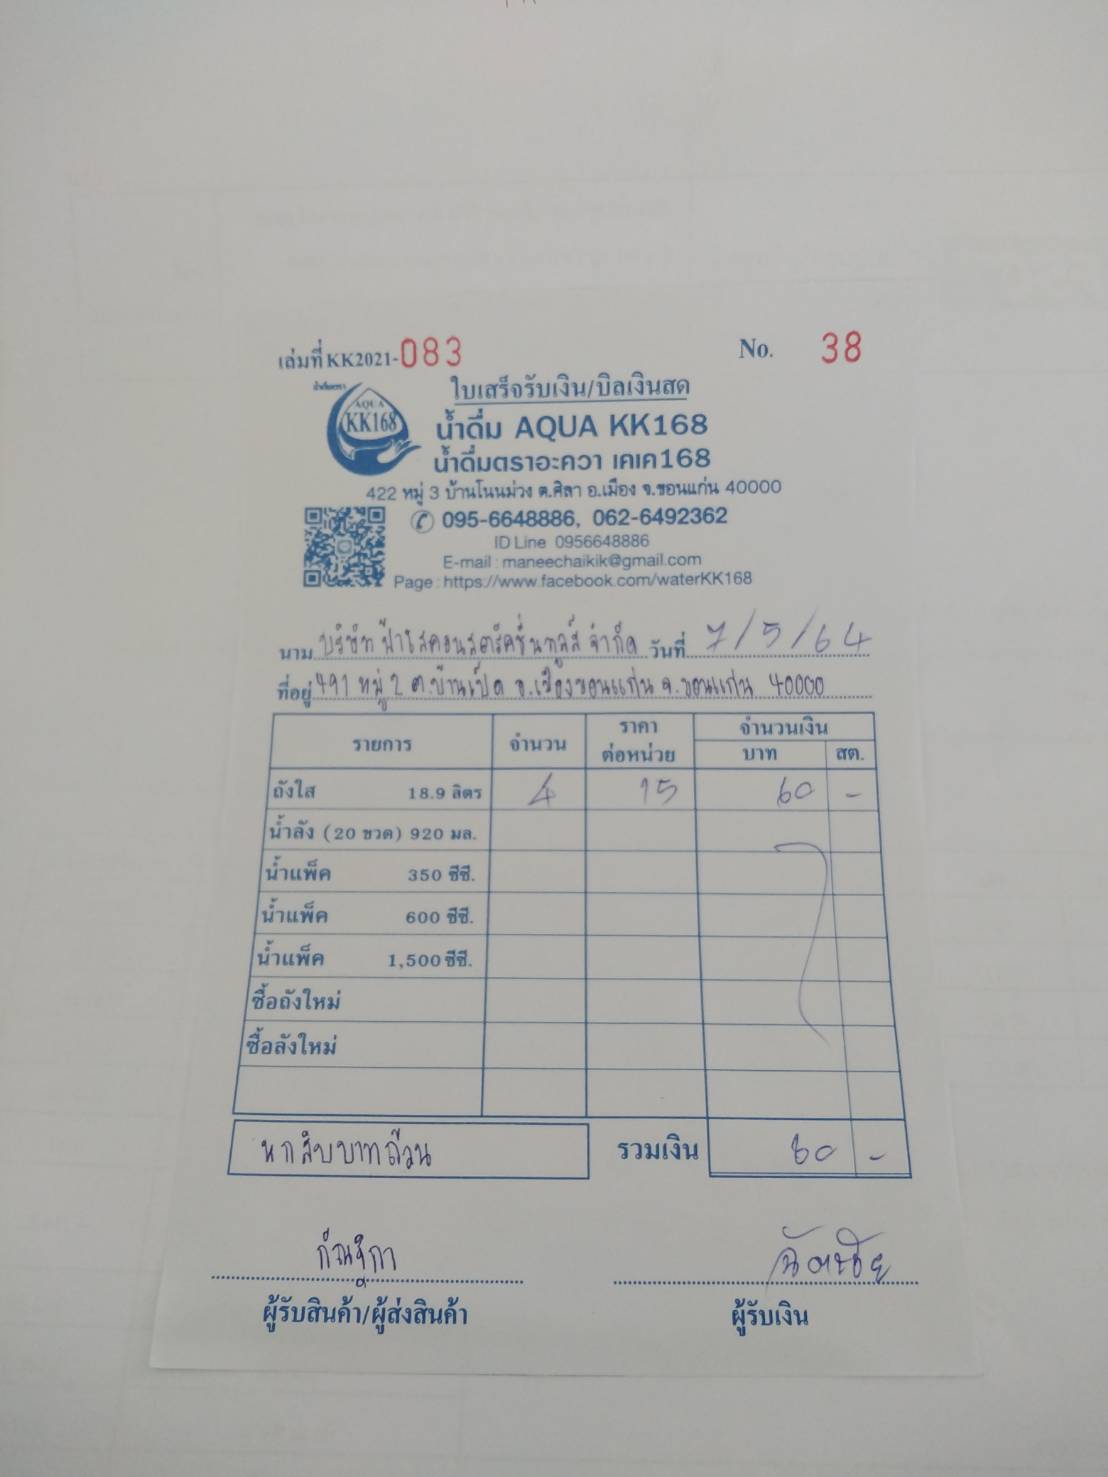 เล่มที่ KK2021-083 No. 38
ใบเสร็จรับเงิน/บิลเงินสด
AQUA
KK168
น้ำดื่ม AQUA KK168
น้ำดื่มตราอะควา เคเค168
422 หมู่ 3 บ้านโนนม่วง ต.ศิลา อ.เมือง จ.ขอนแก่น 40000
095-6648886, 062-6492362
ID Line 0956648886
E-mail : maneechaikik@gmail.com
Page : https://www.facebook.com/waterKK168
นาม บริษัท ฟ้าใสคอนสตรัคชั่นทูลส์ จำกัด วันที่ 7/5/64
ที่อยู่ 491 หมู่ 2 ต.บ้านเป็ด อ.เมืองขอนแก่น จ.ขอนแก่น 40000
รายการ จำนวน ราคาต่อหน่วย จำนวนเงิน
บาท สต.
ถังใส 18.9 ลิตร 4 15 60 -
น้ำลัง (20 ขวด) 920 มล.
น้ำแพ็ค 350 ซีซี.
น้ำแพ็ค 600 ซีซี.
น้ำแพ็ค 1,500 ซีซี.
ซื้อถังใหม่
ซื้อลังใหม่
หกสิบบาทถ้วน รวมเงิน 60 -
ฉัตรชัย
ผู้รับสินค้า/ผู้ส่งสินค้า ผู้รับเงิน